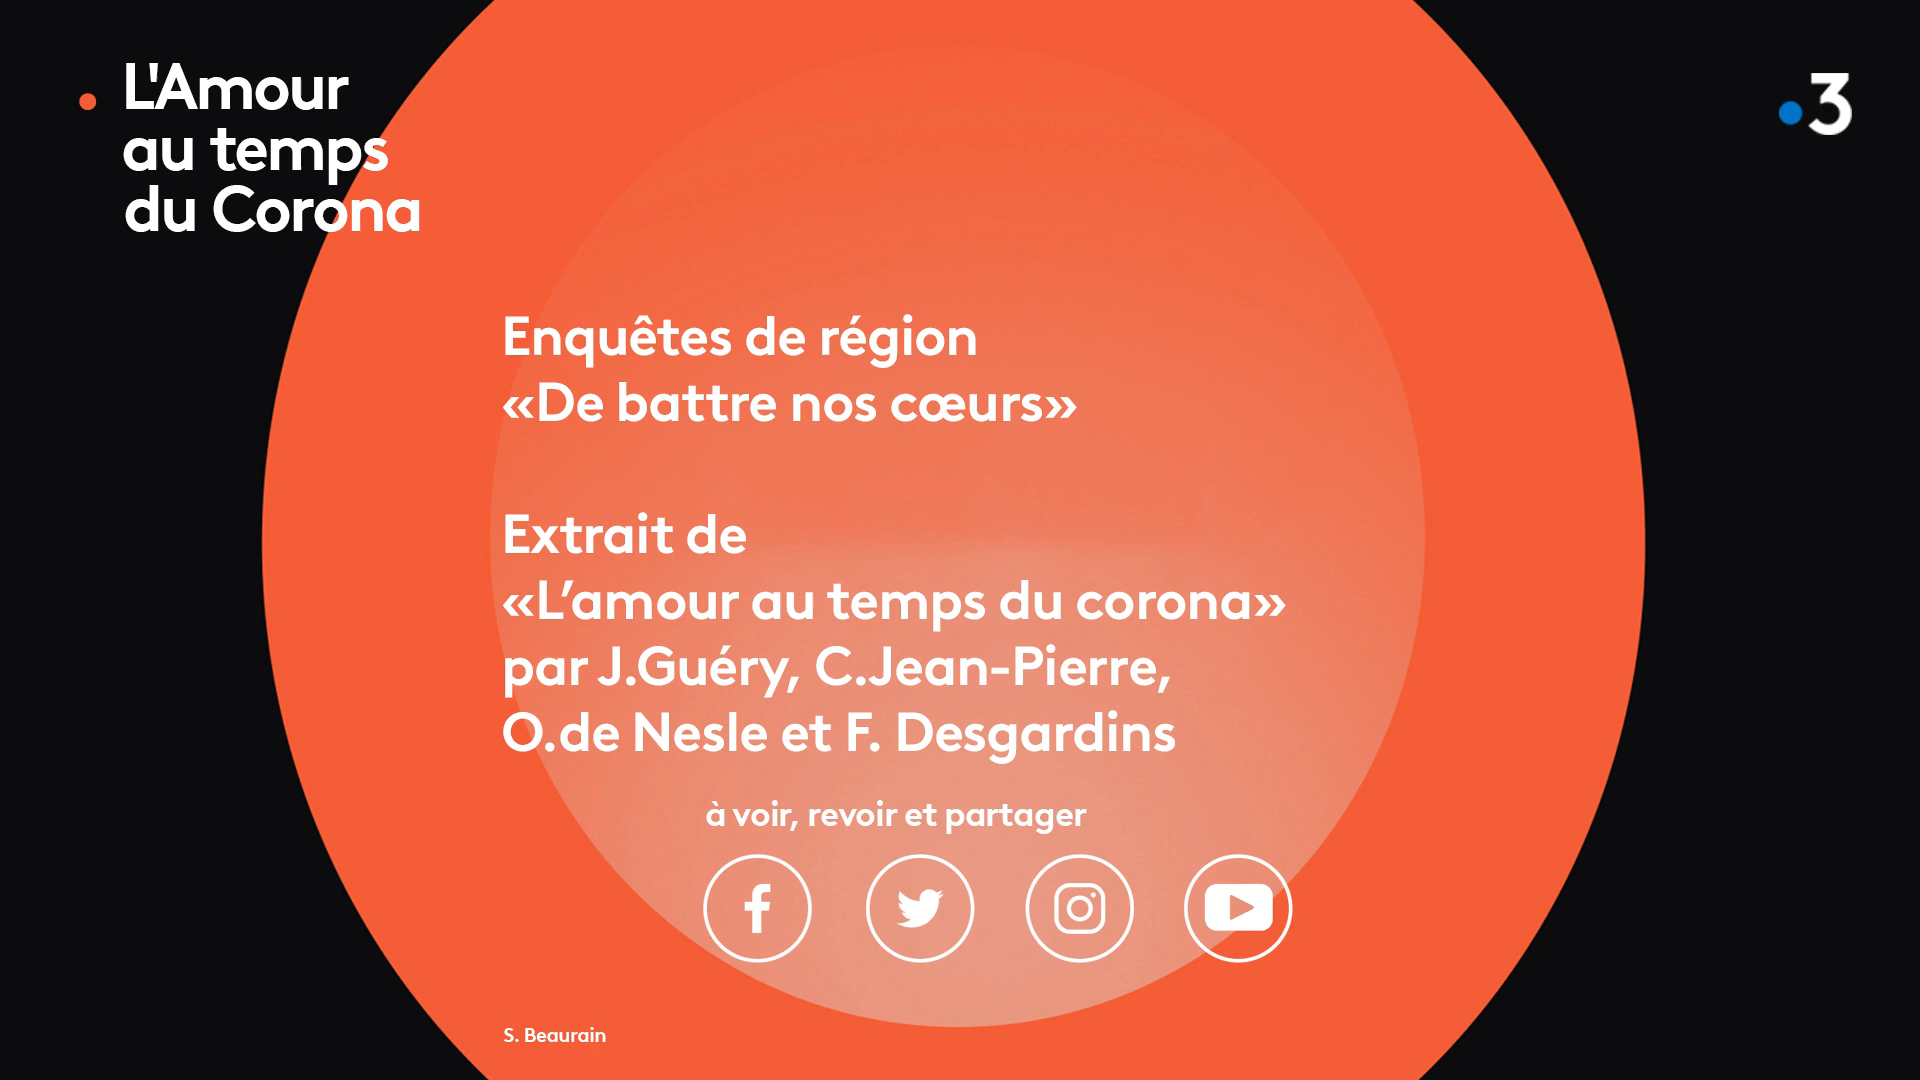 L'Amour
au temps
du Corona
3
Enquêtes de région
«De battre nos cœurs»
Extrait de
«L’amour au temps du corona»
par J.Guéry, C.Jean-Pierre,
O.de Nesle et F. Desgardins
à voir, revoir et partager
S. Beaurain